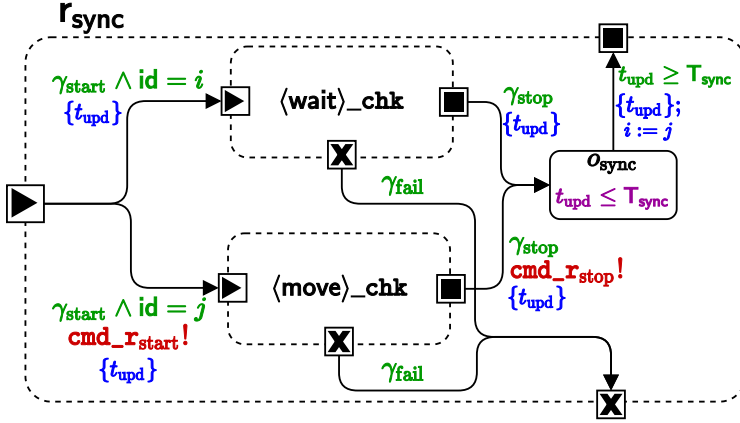 r_sync
γ_start ∧ id = i
{t_upd}
⟨wait⟩_chk
X
γ_stop
{t_upd}
γ_fail
t_upd ≥ T_sync
{t_upd};
i := j
o_sync
t_upd ≤ T_sync
γ_start ∧ id = j
cmd_r_start!
{t_upd}
⟨move⟩_chk
X
γ_stop
cmd_r_stop!
{t_upd}
γ_fail
X